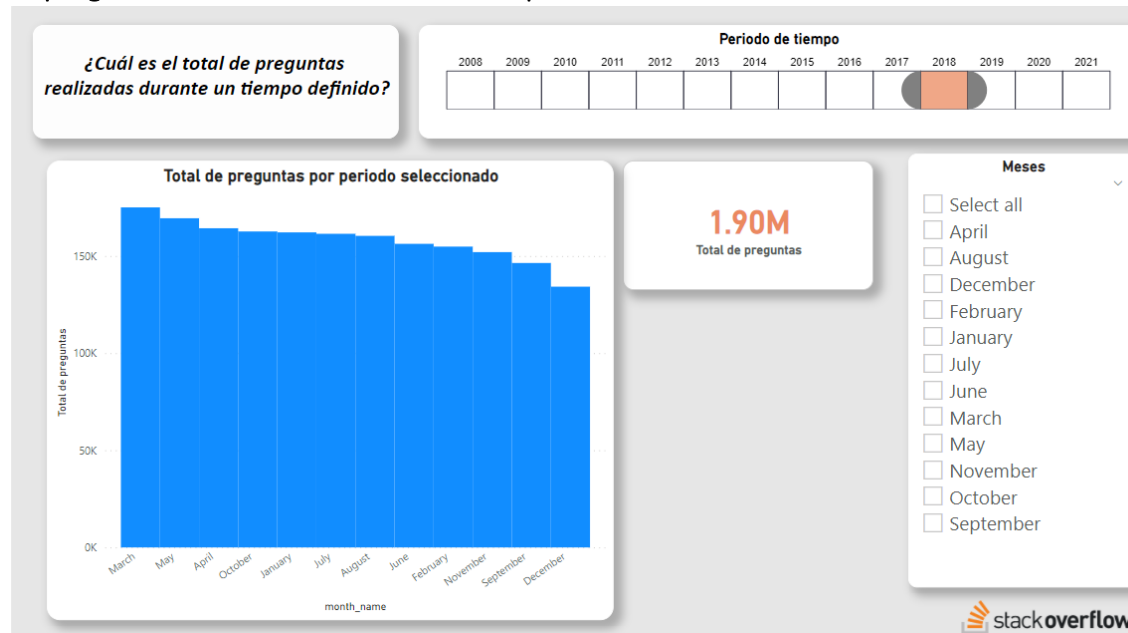 ¿Cuál es el total de preguntas
realizadas durante un tiempo definido?
Periodo de tiempo
2008 2009 2010 2011 2012 2013 2014 2015 2016 2017 2018 2019 2020 2021
Total de preguntas por periodo seleccionado
150K
100K
50K
0K
Total de preguntas
March May April October January July August June February November September December
month_name
1.90M
Total de preguntas
Meses
Select all
April
August
December
February
January
July
June
March
May
November
October
September
stackoverflow